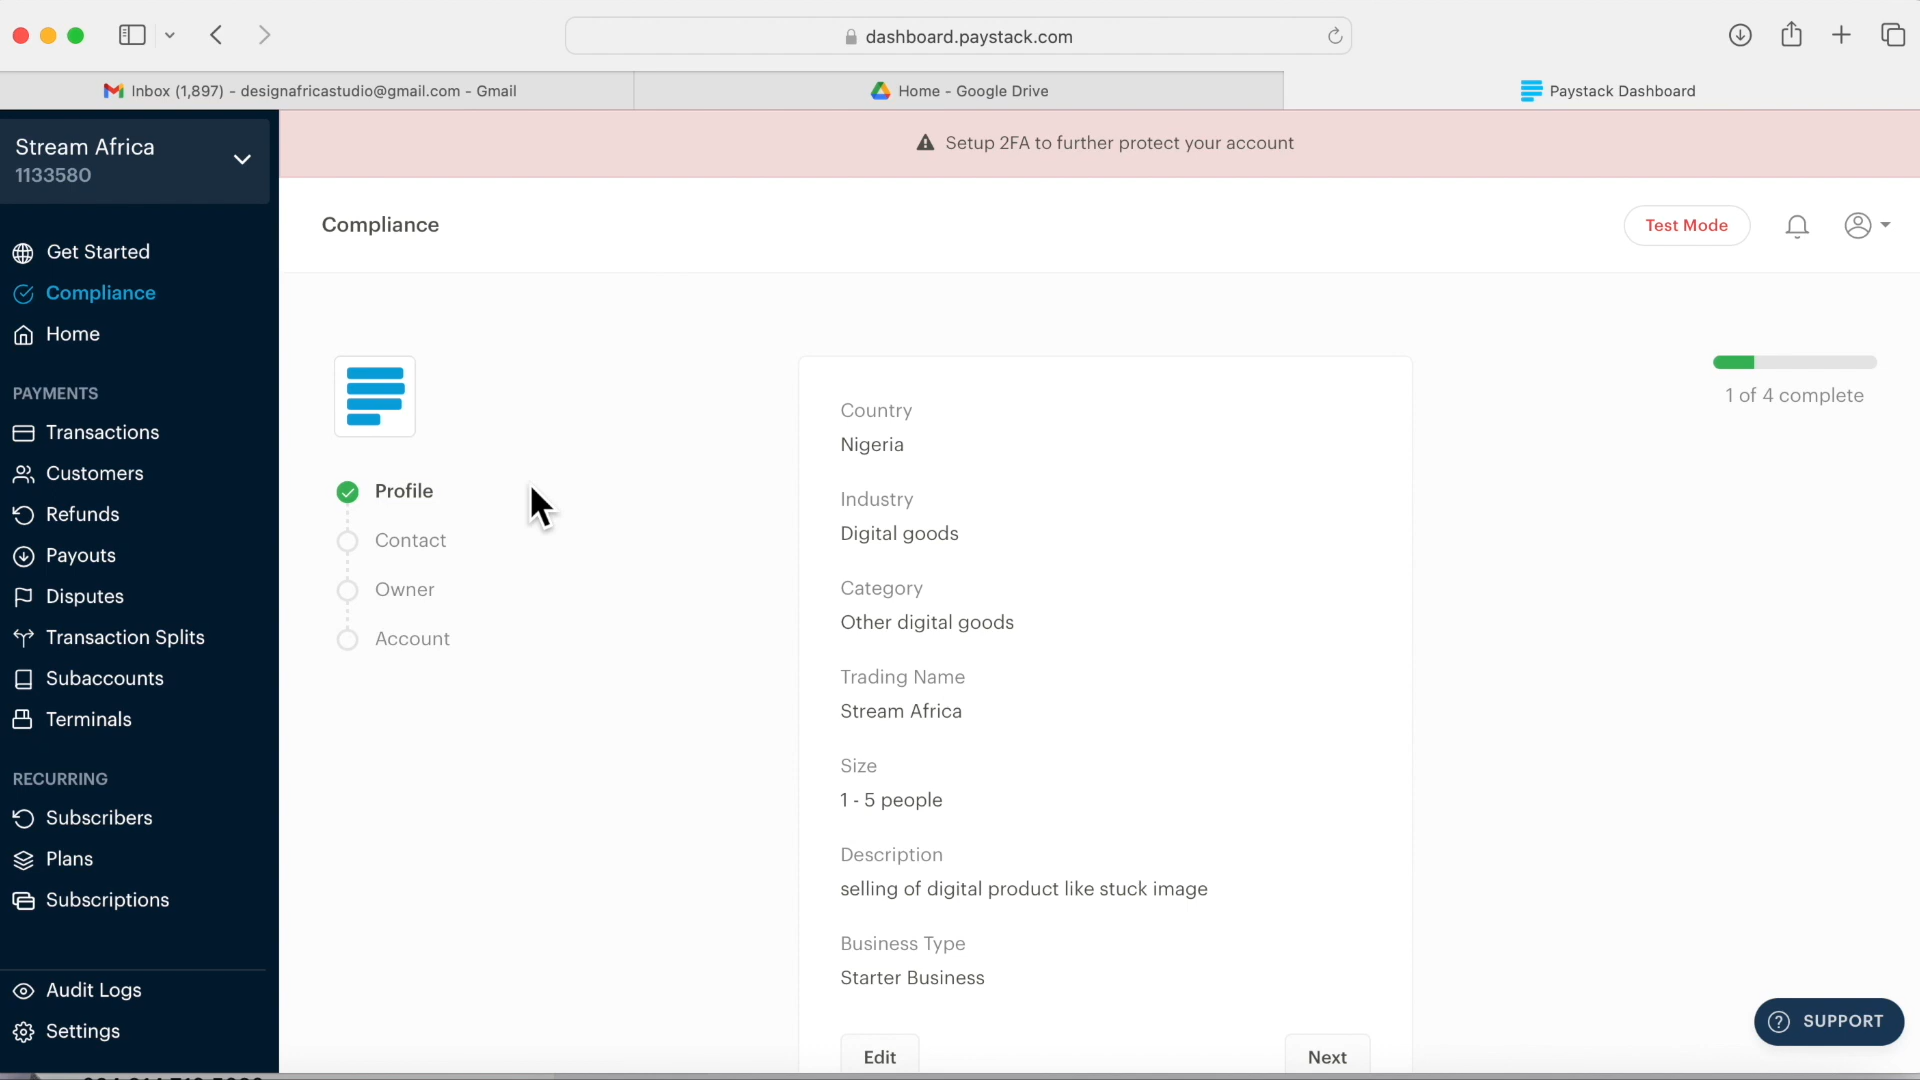 dashboard.paystack.com
Inbox (1,897) - designafricastudio@gmail.com - Gmail
Home - Google Drive
Paystack Dashboard
Stream Africa
1133580
Setup 2FA to further protect your account
Compliance
Test Mode
Get Started
Compliance
Home
PAYMENTS
Transactions
Customers
Refunds
Payouts
Disputes
Transaction Splits
Subaccounts
Terminals
RECURRING
Subscribers
Plans
Subscriptions
Audit Logs
Settings
Profile
Contact
Owner
Account
Country
Nigeria
Industry
Digital goods
Category
Other digital goods
Trading Name
Stream Africa
Size
1 - 5 people
Description
selling of digital product like stuck image
Business Type
Starter Business
Edit
Next
1 of 4 complete
SUPPORT